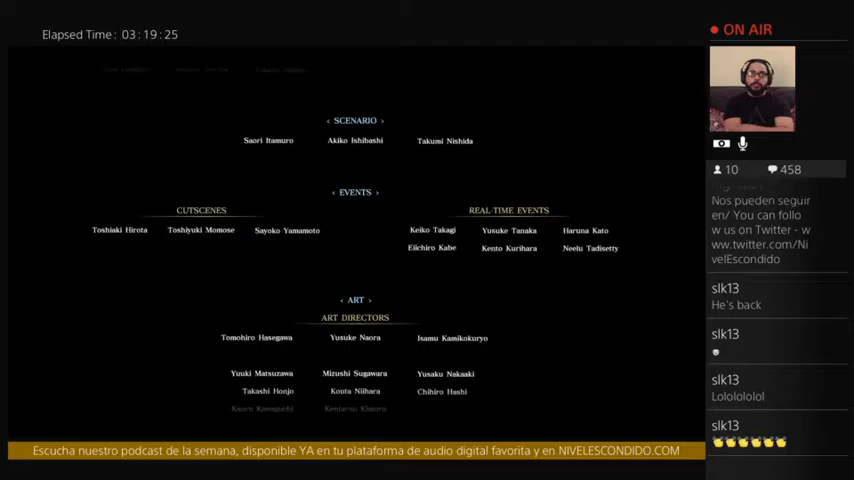 Elapsed Time : 03:19:25
ON AIR
‹ SCENARIO ›
Saori Itamuro Akiko Ishibashi Takumi Nishida
‹ EVENTS ›
CUTSCENES
Toshiaki Hirota Toshiyuki Momose Sayoko Yamamoto
REAL-TIME EVENTS
Keiko Takagi Yusuke Tanaka Haruna Kato
Eiichiro Kabe Kento Kurihara Neelu Tadisetty
‹ ART ›
ART DIRECTORS
Tomohiro Hasegawa Yusuke Naora Isamu Kamikokuryo
Yuuki Matsuzawa Mizushi Sugawara Yusaku Nakaaki
Takashi Honjo Kouta Niihara Chihiro Hashi
Kaoru Kawaguchi
10 458
Nos pueden seguir
en/ You can follo
w us on Twitter - w
ww.twitter.com/Ni
velEscondido
slk13
He's back
slk13
slk13
Lolololololol
slk13
Escucha nuestro podcast de la semana, disponible YA en tu plataforma de audio digital favorita y en NIVELESCONDIDO.COM